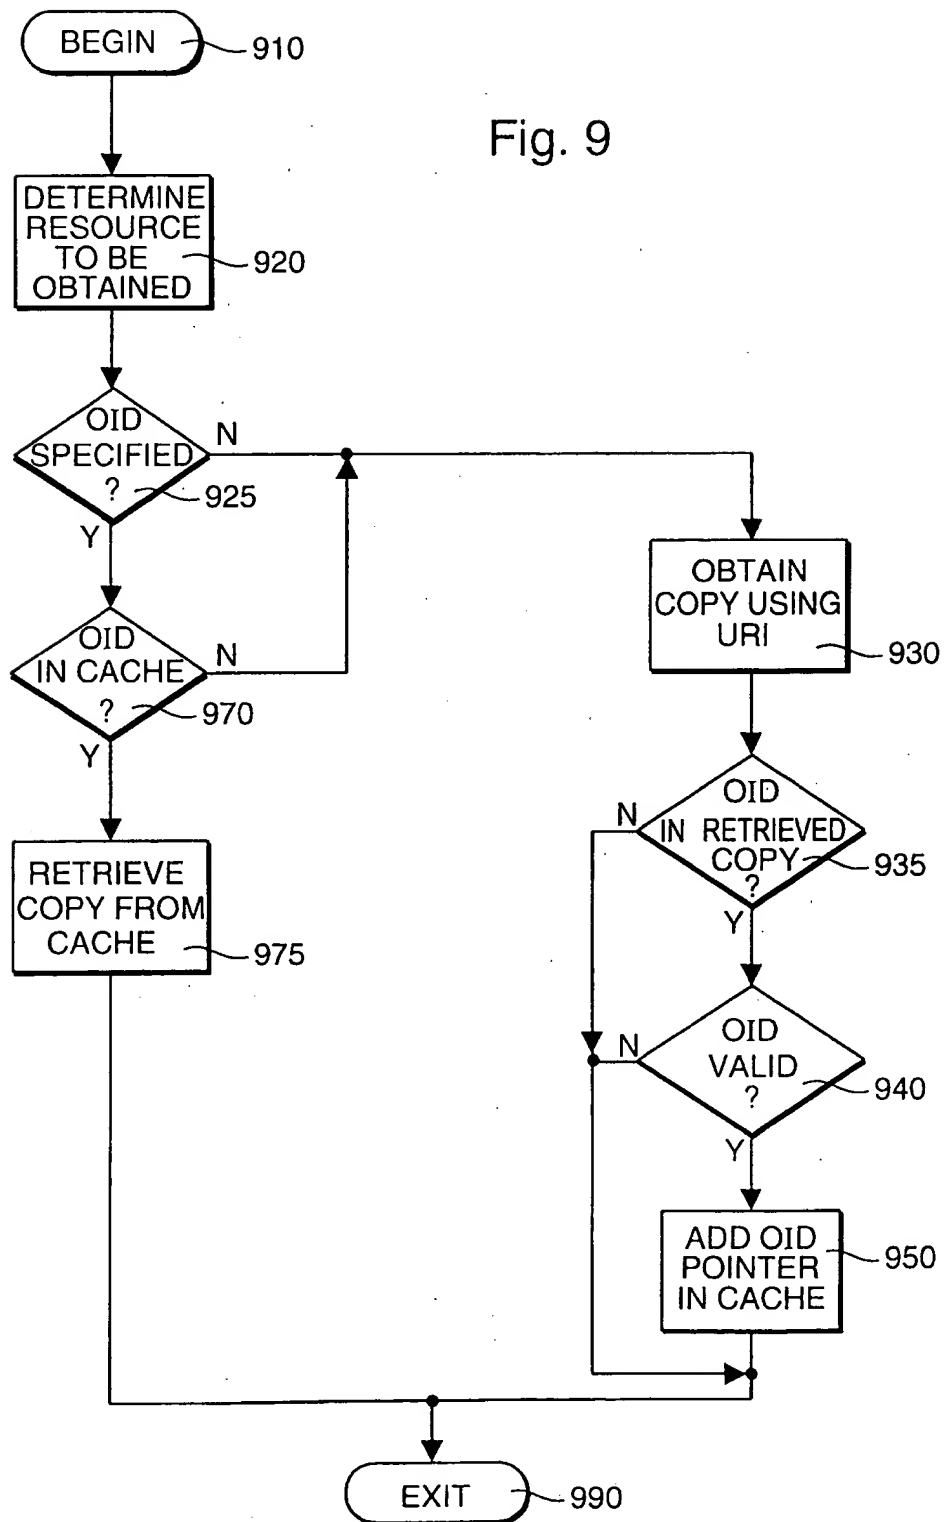 BEGIN
910
Fig. 9
DETERMINE
RESOURCE
TO BE
OBTAINED
920
OID
SPECIFIED
?
925
N
Y
OID
IN CACHE
?
970
N
Y
RETRIEVE
COPY FROM
CACHE
975
OBTAIN
COPY USING
URI
930
OID
IN RETRIEVED
COPY
?
935
N
Y
OID
VALID
?
940
N
Y
ADD OID
POINTER
IN CACHE
950
EXIT
990